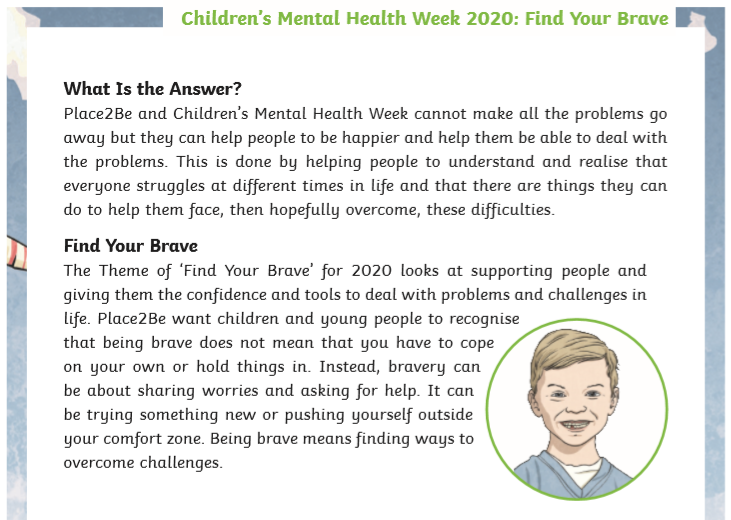 Children's Mental Health Week 2020: Find Your Brave
What Is the Answer?
Place2Be and Children's Mental Health Week cannot make all the problems go
away but they can help people to be happier and help them be able to deal with
the problems. This is done by helping people to understand and realise that
everyone struggles at different times in life and that there are things they can
do to help them face, then hopefully overcome, these difficulties.
Find Your Brave
The Theme of 'Find Your Brave' for 2020 looks at supporting people and
giving them the confidence and tools to deal with problems and challenges in
life. Place2Be want children and young people to recognise
that being brave does not mean that you have to cope
on your own or hold things in. Instead, bravery can
be about sharing worries and asking for help. It can
be trying something new or pushing yourself outside
your comfort zone. Being brave means finding ways to
overcome challenges.